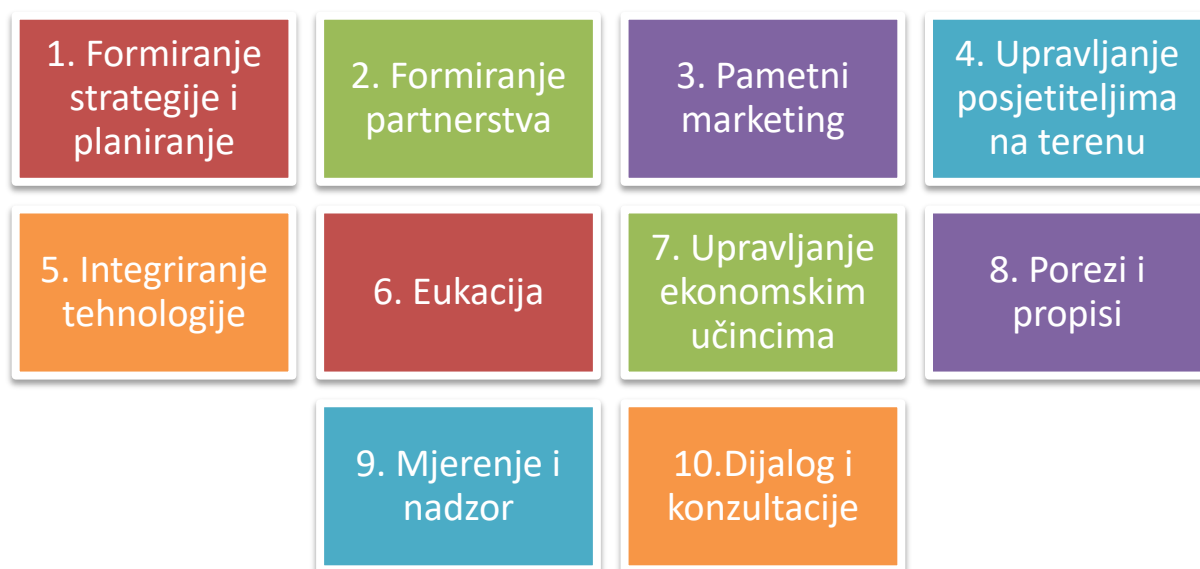 1. Formiranje
strategije i
planiranje
2. Formiranje
partnerstva
3. Pametni
marketing
4. Upravljanje
posjetiteljima
na terenu
5. Integriranje
tehnologije
6. Eukacija
7. Upravljanje
ekonomskim
učincima
8. Porezi i
propisi
9. Mjerenje i
nadzor
10.Dijalog i
konzultacije